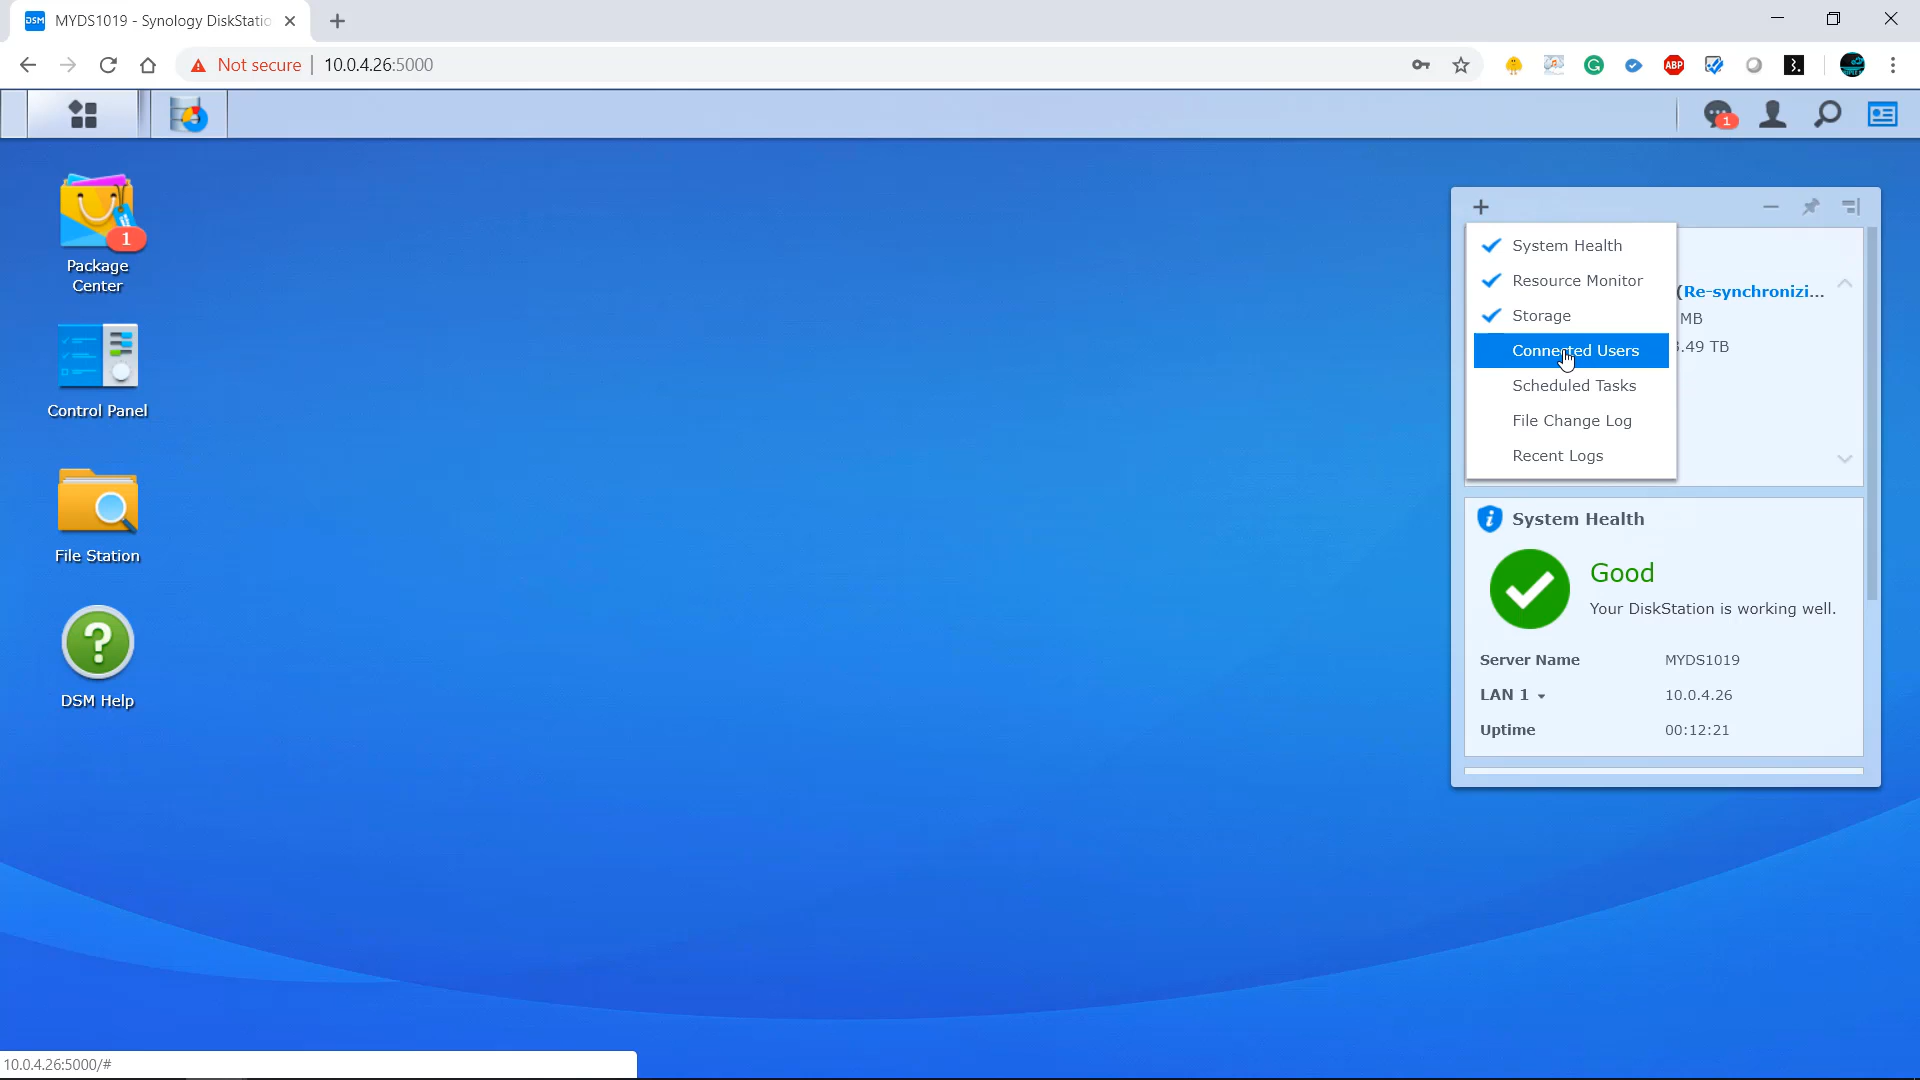 DSM
MYDS1019 - Synology DiskStatio
Not secure
10.0.4.26:5000
ABP
1
1
Package
Center
Control Panel
File Station
DSM Help
System Health
Resource Monitor
Storage
Connected Users
Scheduled Tasks
File Change Log
Recent Logs
(Re-synchronizi...
MB
.49 TB
System Health
Good
Your DiskStation is working well.
Server Name MYDS1019
LAN 1 10.0.4.26
Uptime 00:12:21
10.0.4.26:5000/#